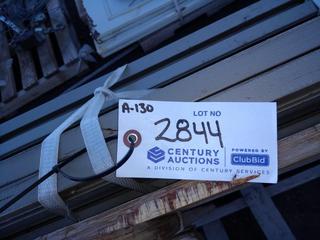 A-130
LOT NO
2844
CENTURY
AUCTIONS
POWERED BY
ClubBid
A DIVISION OF CENTURY SERVICES